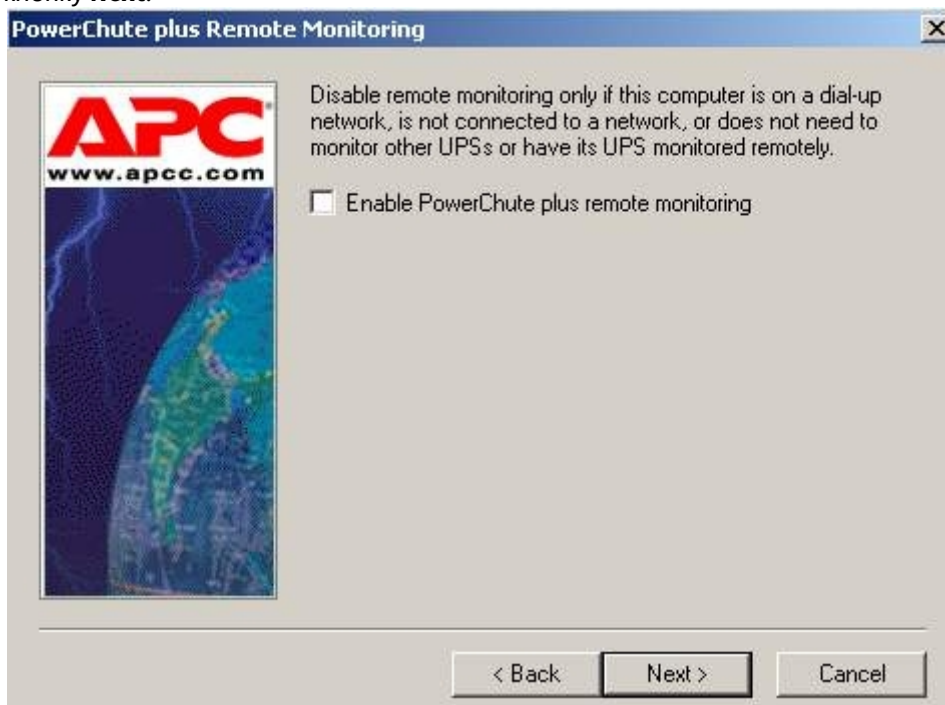 PowerChute plus Remote Monitoring
APC
www.apcc.com
Disable remote monitoring only if this computer is on a dial-up
network, is not connected to a network, or does not need to
monitor other UPSs or have its UPS monitored remotely.
Enable PowerChute plus remote monitoring
< Back
Next >
Cancel